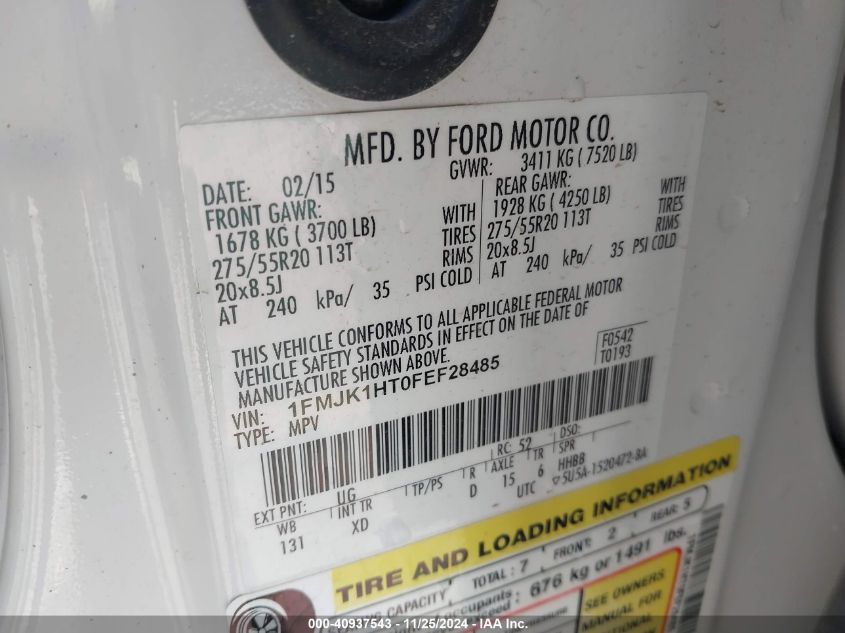 MFD. BY FORD MOTOR CO.
DATE: 02/15 GVWR: 3411 KG ( 7520 LB)
FRONT GAWR: REAR GAWR:
1678 KG ( 3700 LB) WITH 1928 KG ( 4250 LB) WITH
275/55R20 113T TIRES 275/55R20 113T TIRES
20x8.5J RIMS 20x8.5J RIMS
AT 240 kPa/ 35 PSI COLD AT 240 kPa/ 35 PSI COLD
THIS VEHICLE CONFORMS TO ALL APPLICABLE FEDERAL MOTOR
VEHICLE SAFETY STANDARDS IN EFFECT ON THE DATE OF
MANUFACTURE SHOWN ABOVE.
F0542
T0193
VIN: 1FMJK1HT0FEF28485
TYPE: MPV
EXT PNT: UG RC: 52 DSO:
WB INT TR TP/PS R AXLE TR SPR
131 XD D 15 6 HHBB
UTC ▽5U5A-1520472-BA
TIRE AND LOADING INFORMATION
SEATING CAPACITY TOTAL: 7 FRONT: 2 REAR: 5
676 kg or 1491 lbs.
SEE OWNERS
MANUAL FOR
000-40937543 - 11/25/2024 - IAAI.com